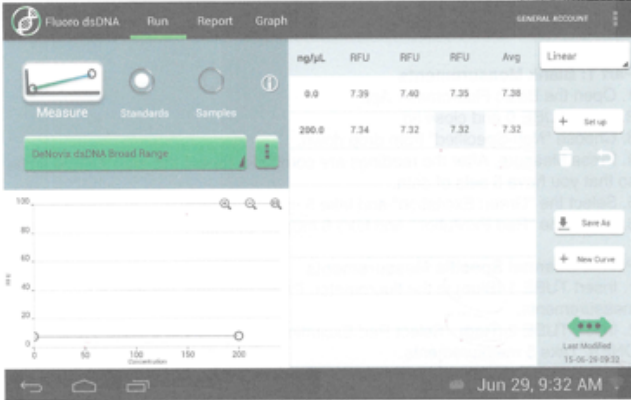 Fluoro dsDNA Run Report Graph GENERAL ACCOUNT
ng/µL RFU RFU RFU Avg
0.0 7.39 7.40 7.35 7.38
200.0 7.34 7.32 7.32 7.32
Linear
Measure Standards Samples
DeNovix dsDNA Broad Range
+ Set up
Save As
+ New Curve
100
80
60
40
20
0
0 50 100 150 200
Concentration
Last Modified
15-06-29 09:32
Jun 29, 9:32 AM